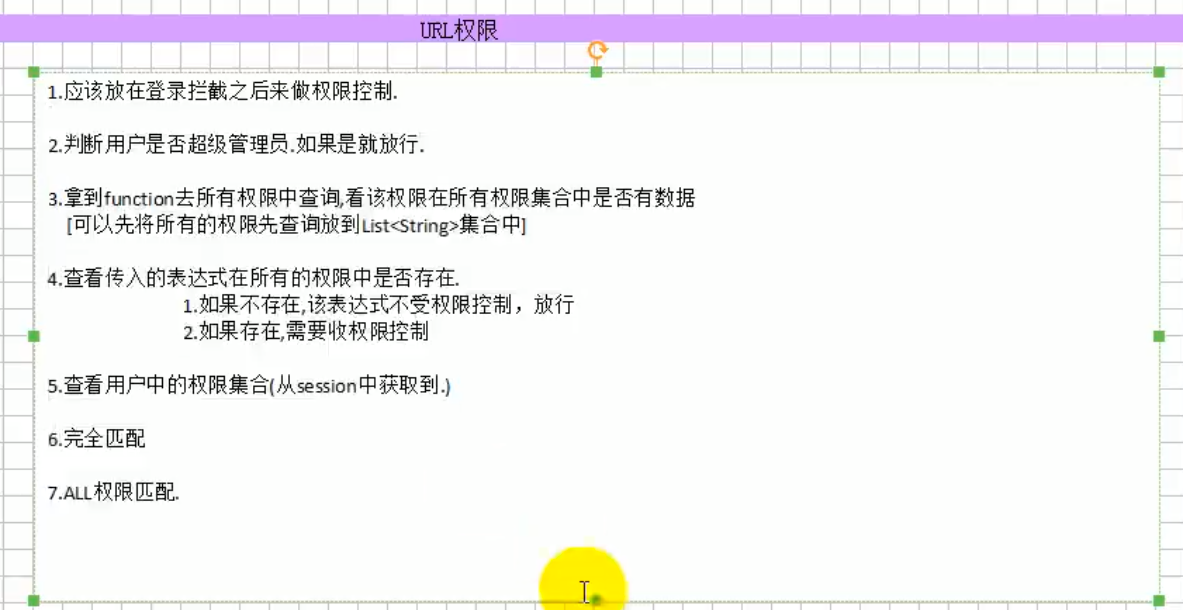 URL权限
1.应该放在登录拦截之后来做权限控制.
2.判断用户是否超级管理员.如果是就放行.
3.拿到function去所有权限中查询,看该权限在所有权限集合中是否有数据
[可以先将所有的权限先查询放到List<String>集合中]
4.查看传入的表达式在所有的权限中是否存在.
1.如果不存在,该表达式不受权限控制，放行
2.如果存在,需要收权限控制
5.查看用户中的权限集合(从session中获取到.)
6.完全匹配
7.ALL权限匹配.